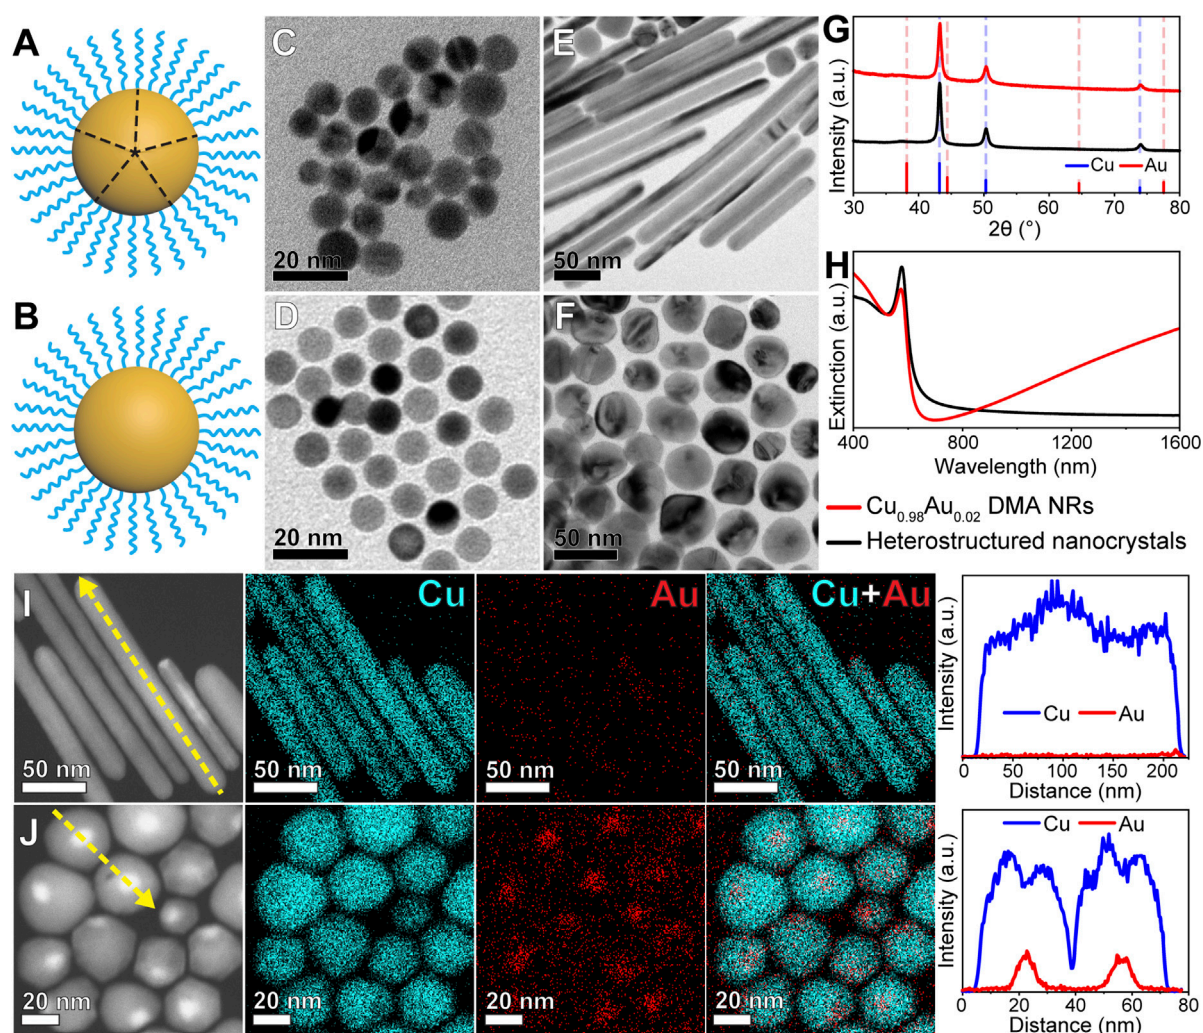 A
C
20 nm
E
50 nm
G
Intensity (a.u.)
Cu
Au
30 40 50 60 70 80
2θ (°)
B
D
20 nm
F
50 nm
H
Extinction (a.u.)
400 800 1200 1600
Wavelength (nm)
Cu0.98Au0.02 DMA NRs
Heterostructured nanocrystals
I
50 nm
Cu
50 nm
Au
50 nm
Cu+Au
50 nm
Intensity (a.u.)
Cu
Au
0 50 100 150 200
Distance (nm)
J
20 nm
20 nm
20 nm
20 nm
Intensity (a.u.)
Cu
Au
0 20 40 60 80
Distance (nm)